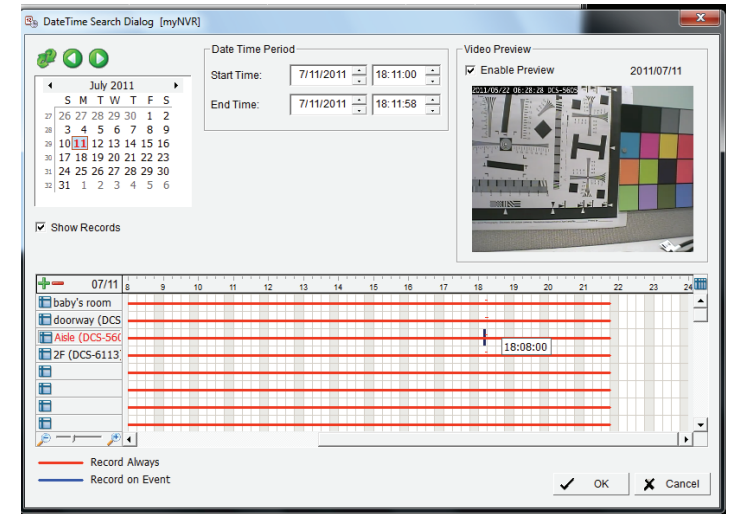 DateTime Search Dialog [myNVR]
Date Time Period
Start Time: 7/11/2011 18:11:00
End Time: 7/11/2011 18:11:58
Video Preview
Enable Preview 2011/07/11
2011/05/22 06:28:28 DCS-5605
July 2011
S M T W T F S
27 26 27 28 29 30 1 2
28 3 4 5 6 7 8 9
29 10 11 12 13 14 15 16
30 17 18 19 20 21 22 23
31 24 25 26 27 28 29 30
32 31 1 2 3 4 5 6
Show Records
07/11 8 9 10 11 12 13 14 15 16 17 18 19 20 21 22 23 24
baby's room
doorway (DCS
Aisle (DCS-560
18:08:00
2F (DCS-6113
Record Always
Record on Event
OK
Cancel